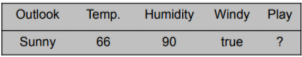 Outlook Temp. Humidity Windy Play
Sunny 66 90 true ?